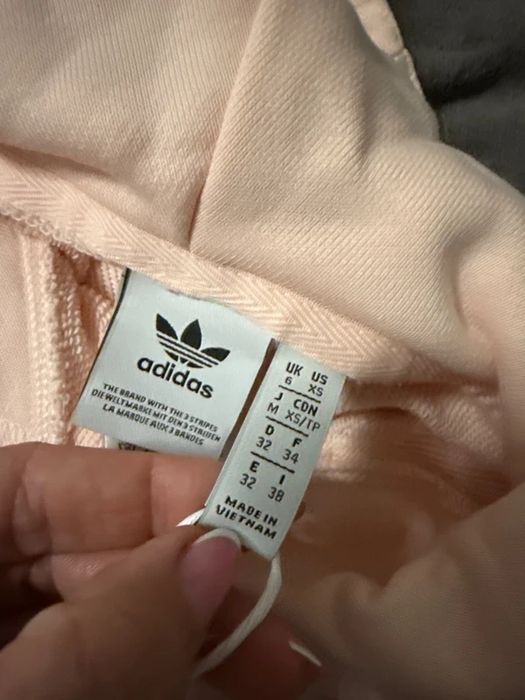 adidas
THE BRAND WITH THE 3 STRIPES
DIE WELTMARKE MIT DEN 3 STREIFEN
LA MARQUE AUX 3 BANDES
UK US
6 XS
J CDN
M XS/TP
D F
32 34
E I
32 38
MADE IN
VIETNAM